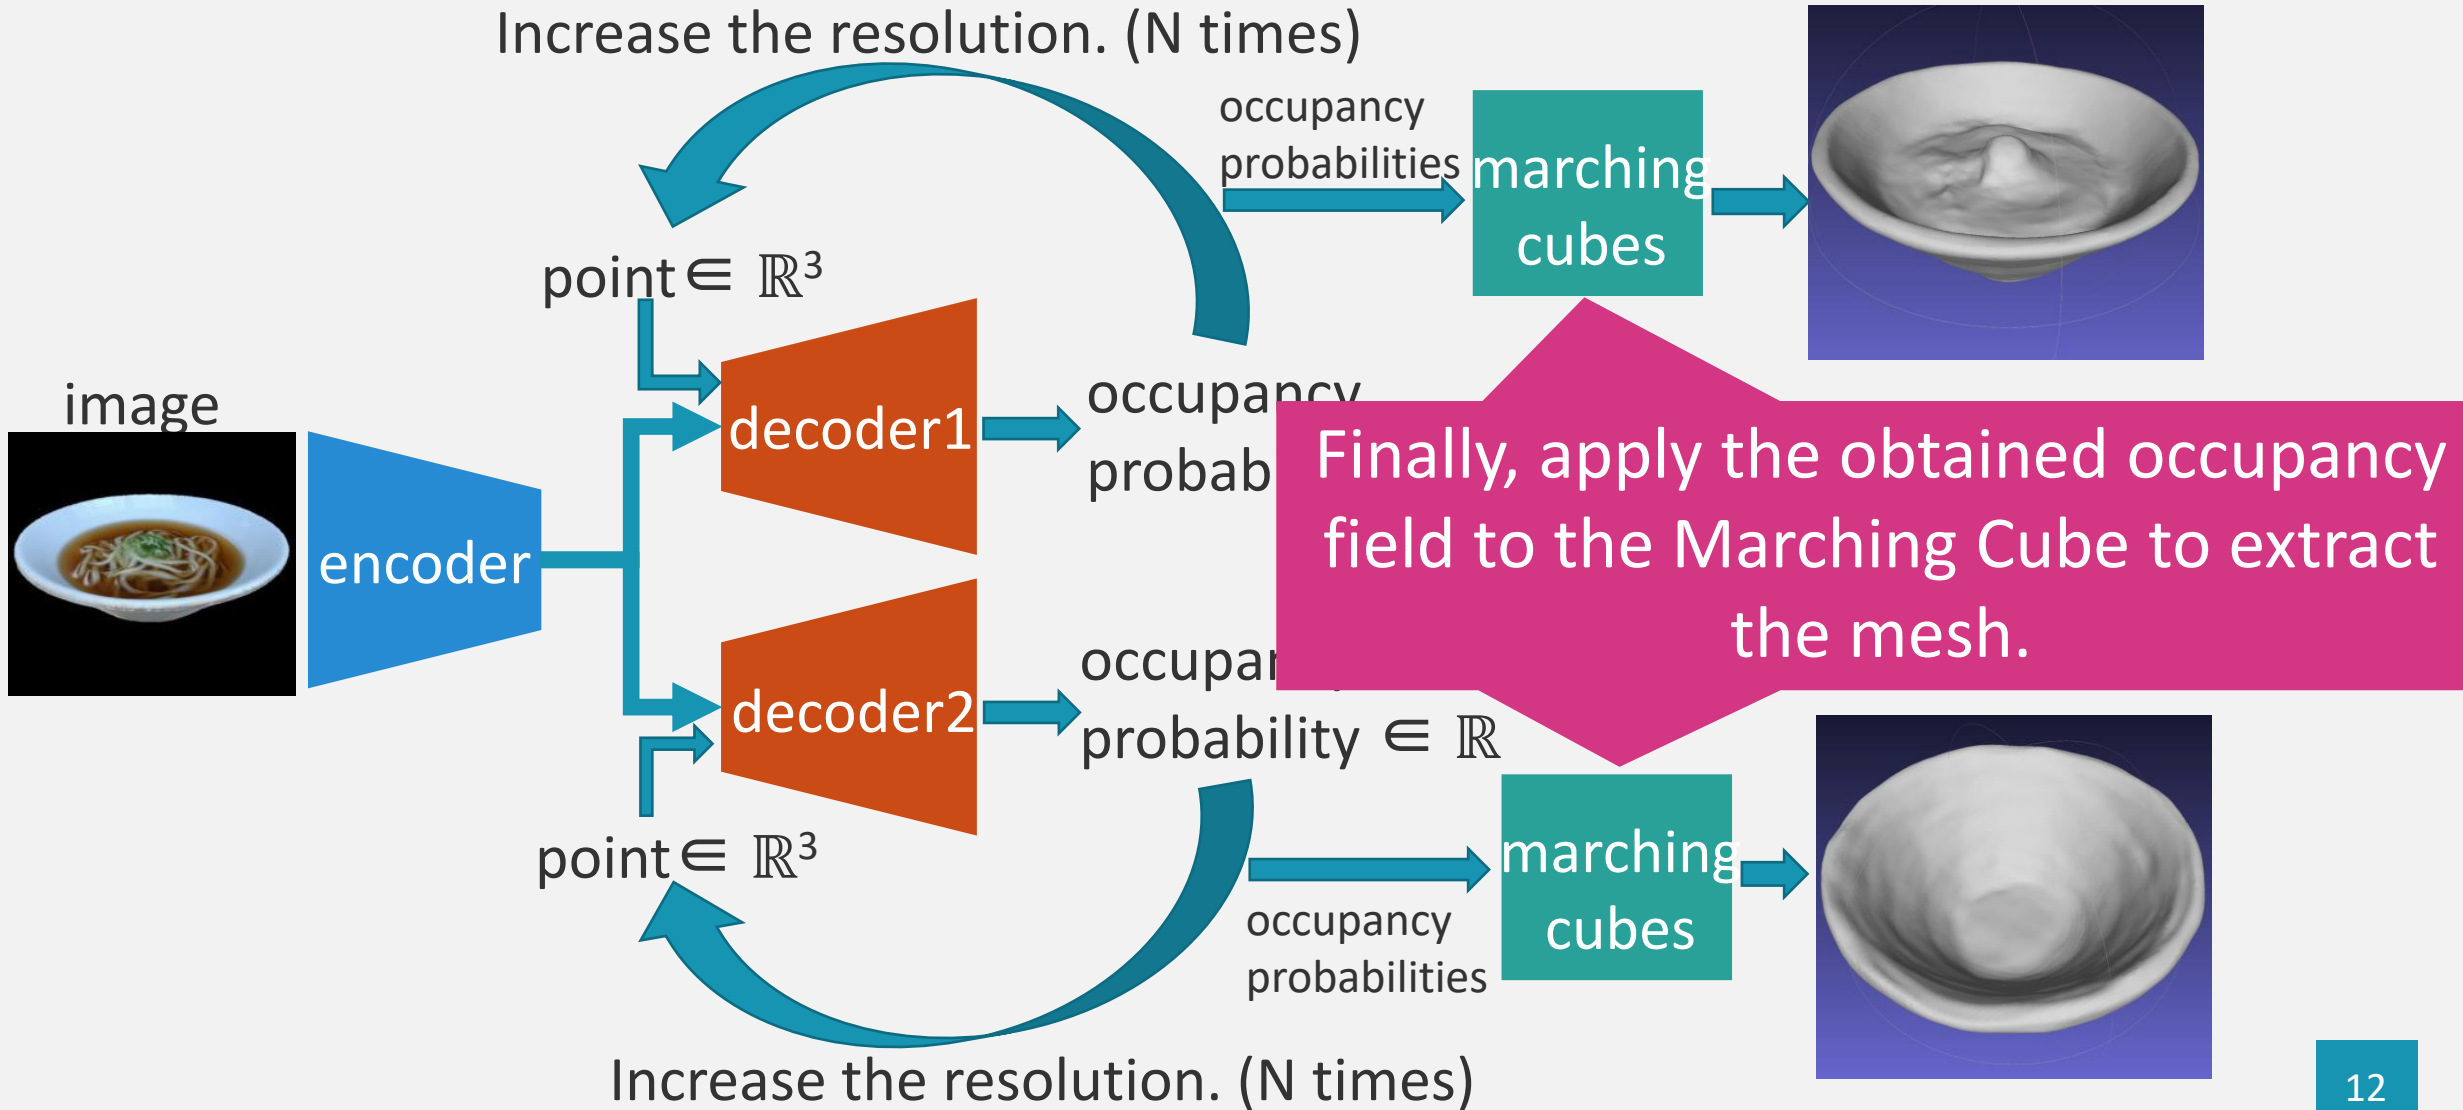 Increase the resolution. (N times)
occupancy
probabilities
marching
cubes
point ∈ ℝ³
image
encoder
decoder1
occupancy
probab
Finally, apply the obtained occupancy
field to the Marching Cube to extract
the mesh.
decoder2
probability ∈ ℝ
point ∈ ℝ³
marching
cubes
occupancy
probabilities
Increase the resolution. (N times)
12